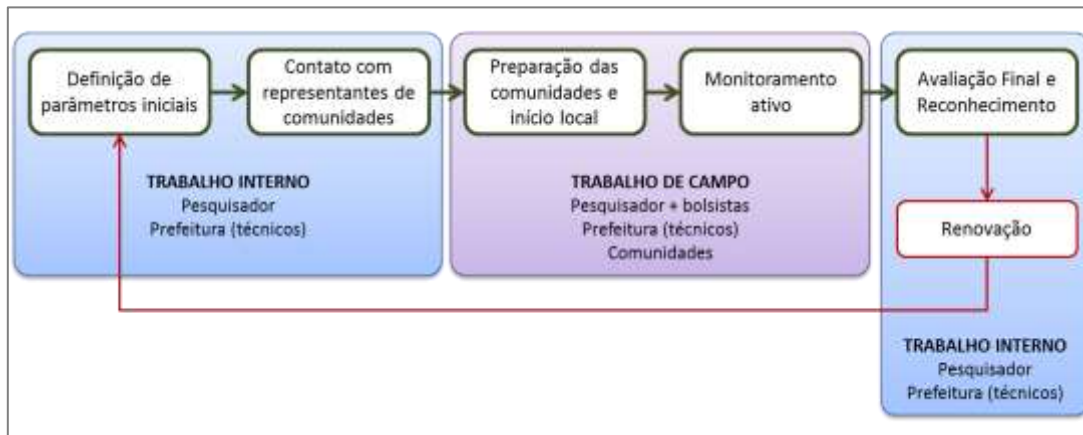 Definição de
parâmetros iniciais
Contato com
representantes de
comunidades
Preparação das
comunidades e
início local
Monitoramento
ativo
Avaliação Final e
Reconhecimento
TRABALHO INTERNO
Pesquisador
Prefeitura (técnicos)
TRABALHO DE CAMPO
Pesquisador + bolsistas
Prefeitura (técnicos)
Comunidades
Renovação
TRABALHO INTERNO
Pesquisador
Prefeitura (técnicos)